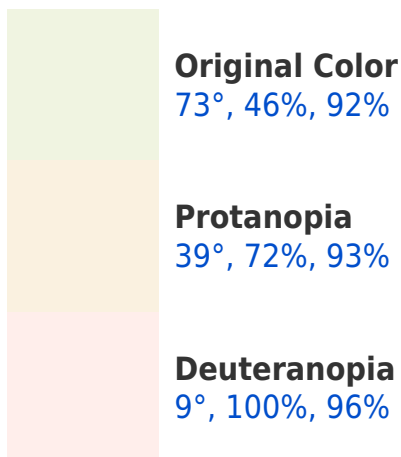 Original Color
73°, 46%, 92%
Protanopia
39°, 72%, 93%
Deuteranopia
9°, 100%, 96%